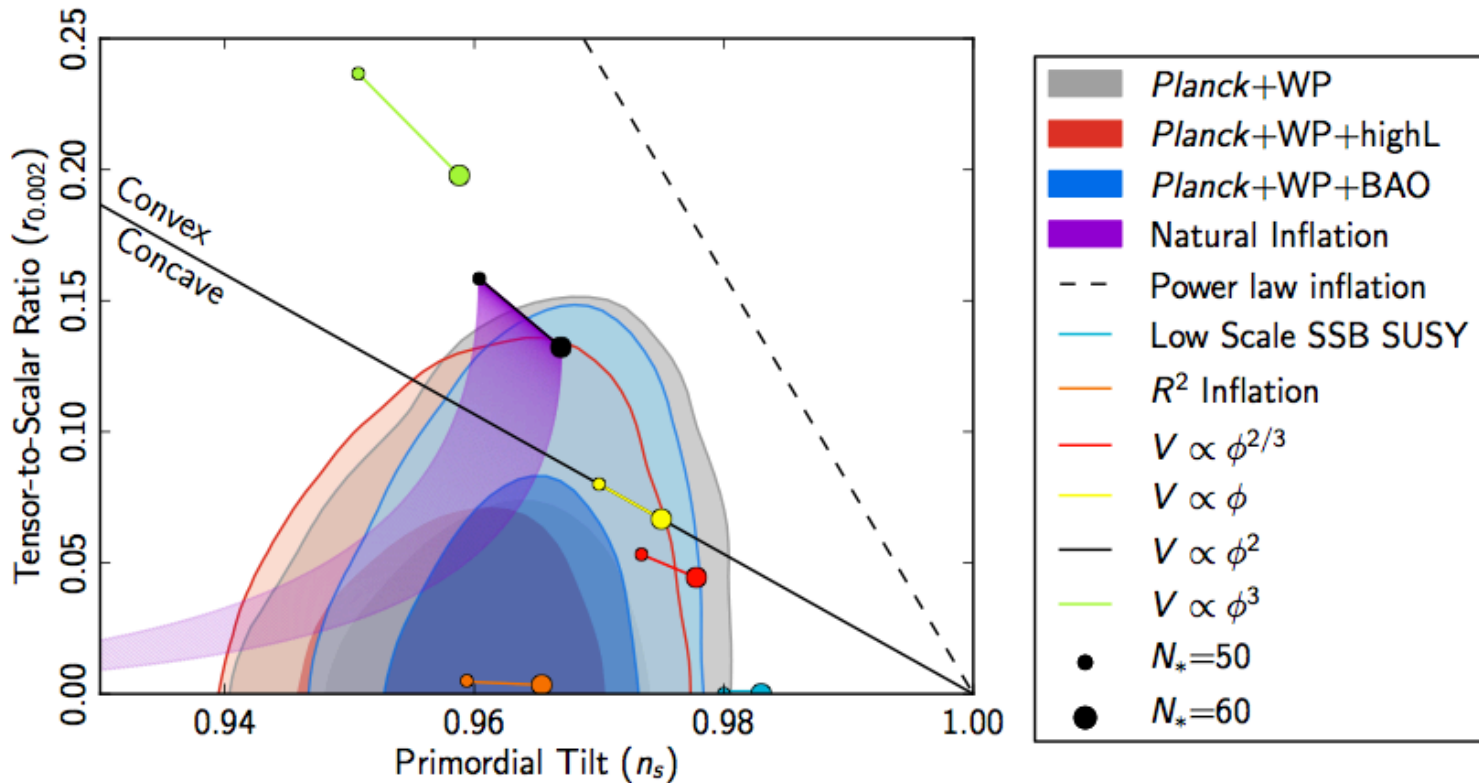 Tensor-to-Scalar Ratio (r₀.₀₀₂)
0.25
0.20
0.15
0.10
0.05
0.00
Convex
Concave
0.94
0.96
0.98
1.00
Primordial Tilt (nₛ)
Planck+WP
Planck+WP+highL
Planck+WP+BAO
Natural Inflation
Power law inflation
Low Scale SSB SUSY
R² Inflation
V ∝ ϕ²/³
V ∝ ϕ
V ∝ ϕ²
V ∝ ϕ³
N*=50
N*=60